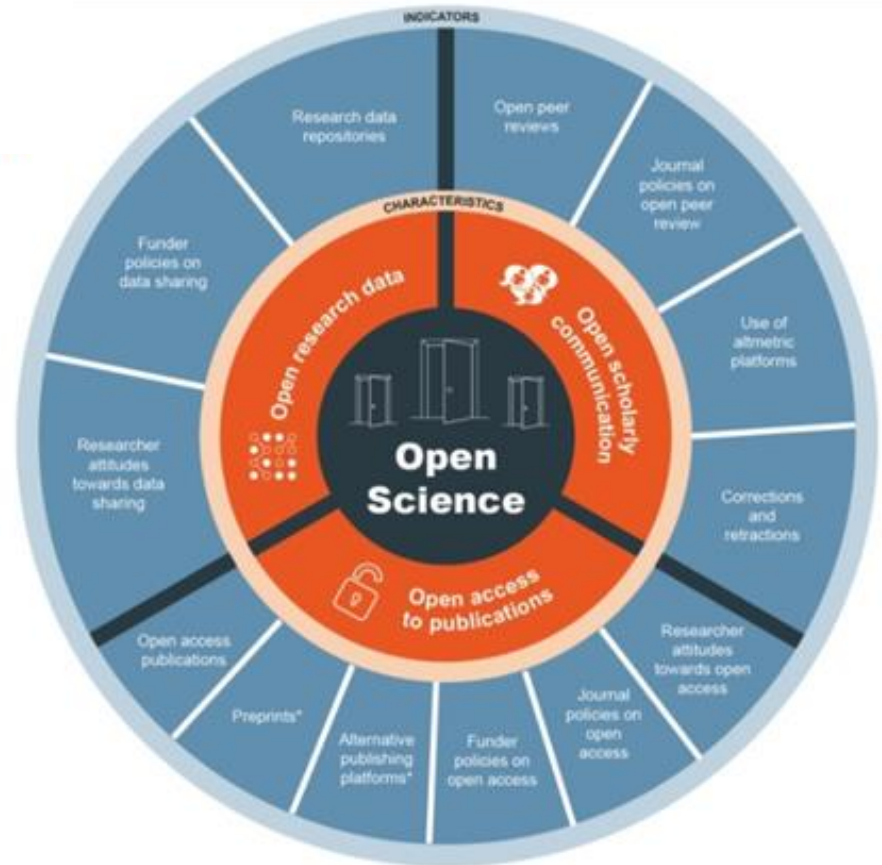 INDICATORS
Open peer
reviews
Journal
policies on
open peer
review
Use of
altmetric
platforms
Corrections
and
retractions
Researcher
attitudes
towards open
access
Journal
policies on
open
access
Funder
policies on
open access
Alternative
publishing
platforms*
Preprints*
Open access
publications
Researcher
attitudes
towards data
sharing
Funder
policies on
data sharing
Research data
repositories
CHARACTERISTICS
Open scholarly
communication
Open access
to publications
Open research data
Open
Science